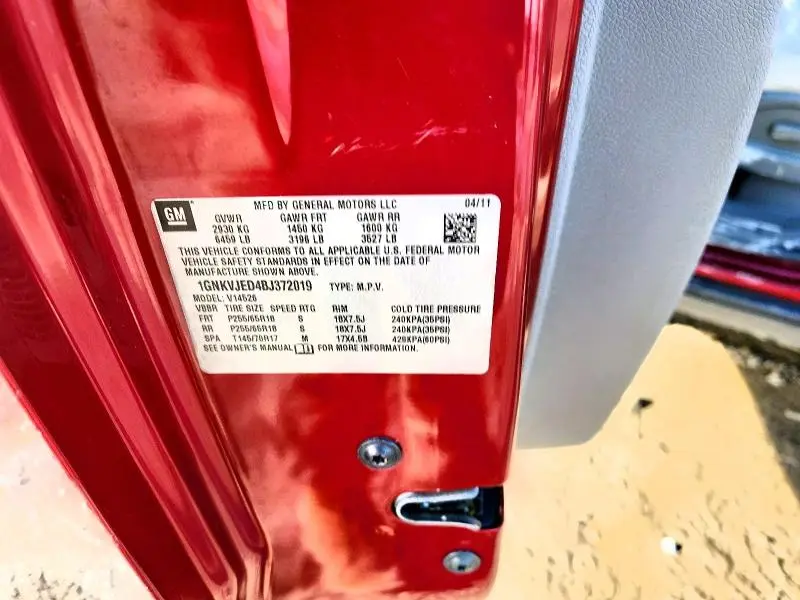 GM MFD BY GENERAL MOTORS LLC 04/11
GVWR GAWR FRT GAWR RR
2930 KG 1450 KG 1600 KG
6459 LB 3196 LB 3527 LB
THIS VEHICLE CONFORMS TO ALL APPLICABLE U.S. FEDERAL MOTOR
VEHICLE SAFETY STANDARDS IN EFFECT ON THE DATE OF
MANUFACTURE SHOWN ABOVE.
1GNKVJED4BJ372019 TYPE: M.P.V.
MODEL: V14526
VBBR TIRE SIZE SPEED RTG RIM COLD TIRE PRESSURE
FRT P255/65R18 S 18X7.5J 240KPA(35PSI)
RR P255/65R18 S 18X7.5J 240KPA(35PSI)
SPA T145/70R17 M 17X4.5B 420KPA(60PSI)
SEE OWNER'S MANUAL FOR MORE INFORMATION.